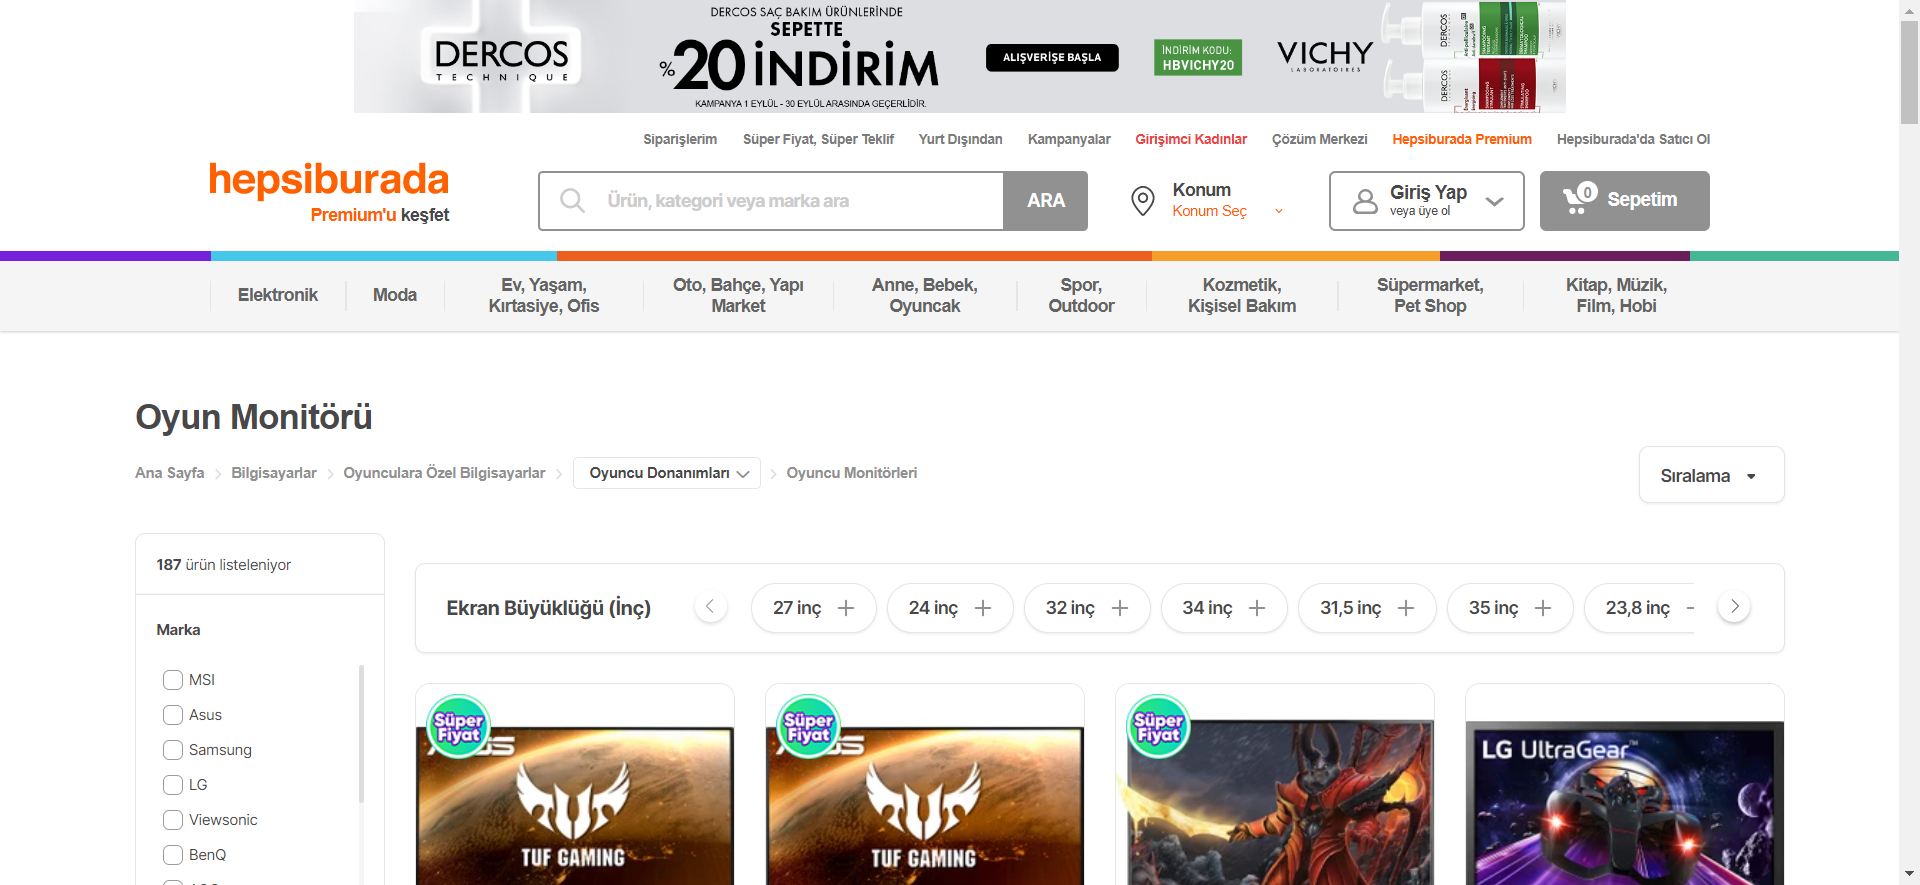 DERCOS SAÇ BAKIM ÜRÜNLERİNDE
SEPETTE
%20 İNDİRİM
KAMPANYA 1 EYLÜL - 30 EYLÜL ARASINDA GEÇERLİDİR.
DERCOS
TECHNIQUE
ALIŞVERİŞE BAŞLA
İNDİRİM KODU:
HBVICHY20
VICHY
LABORATOIRES
DERCOS
DERCOS
Siparişlerim
Süper Fiyat, Süper Teklif
Yurt Dışından
Kampanyalar
Girişimci Kadınlar
Çözüm Merkezi
Hepsiburada Premium
Hepsiburada'da Satıcı Ol
hepsiburada
Premium'u keşfet
Ürün, kategori veya marka ara
ARA
Konum
Konum Seç
Giriş Yap
veya üye ol
0
Sepetim
Elektronik
Moda
Ev, Yaşam,
Kırtasiye, Ofis
Oto, Bahçe, Yapı
Market
Anne, Bebek,
Oyuncak
Spor,
Outdoor
Kozmetik,
Kişisel Bakım
Süpermarket,
Pet Shop
Kitap, Müzik,
Film, Hobi
Oyun Monitörü
Ana Sayfa
Bilgisayarlar
Oyunculara Özel Bilgisayarlar
Oyuncu Donanımları
Oyuncu Monitörleri
Sıralama
187 ürün listeleniyor
Marka
MSI
Asus
Samsung
LG
Viewsonic
BenQ
Ekran Büyüklüğü (İnç)
27 inç
24 inç
32 inç
34 inç
31,5 inç
35 inç
23,8 inç
Süper
Fiyat
TUF GAMING
Süper
Fiyat
TUF GAMING
Süper
Fiyat
LG UltraGear™